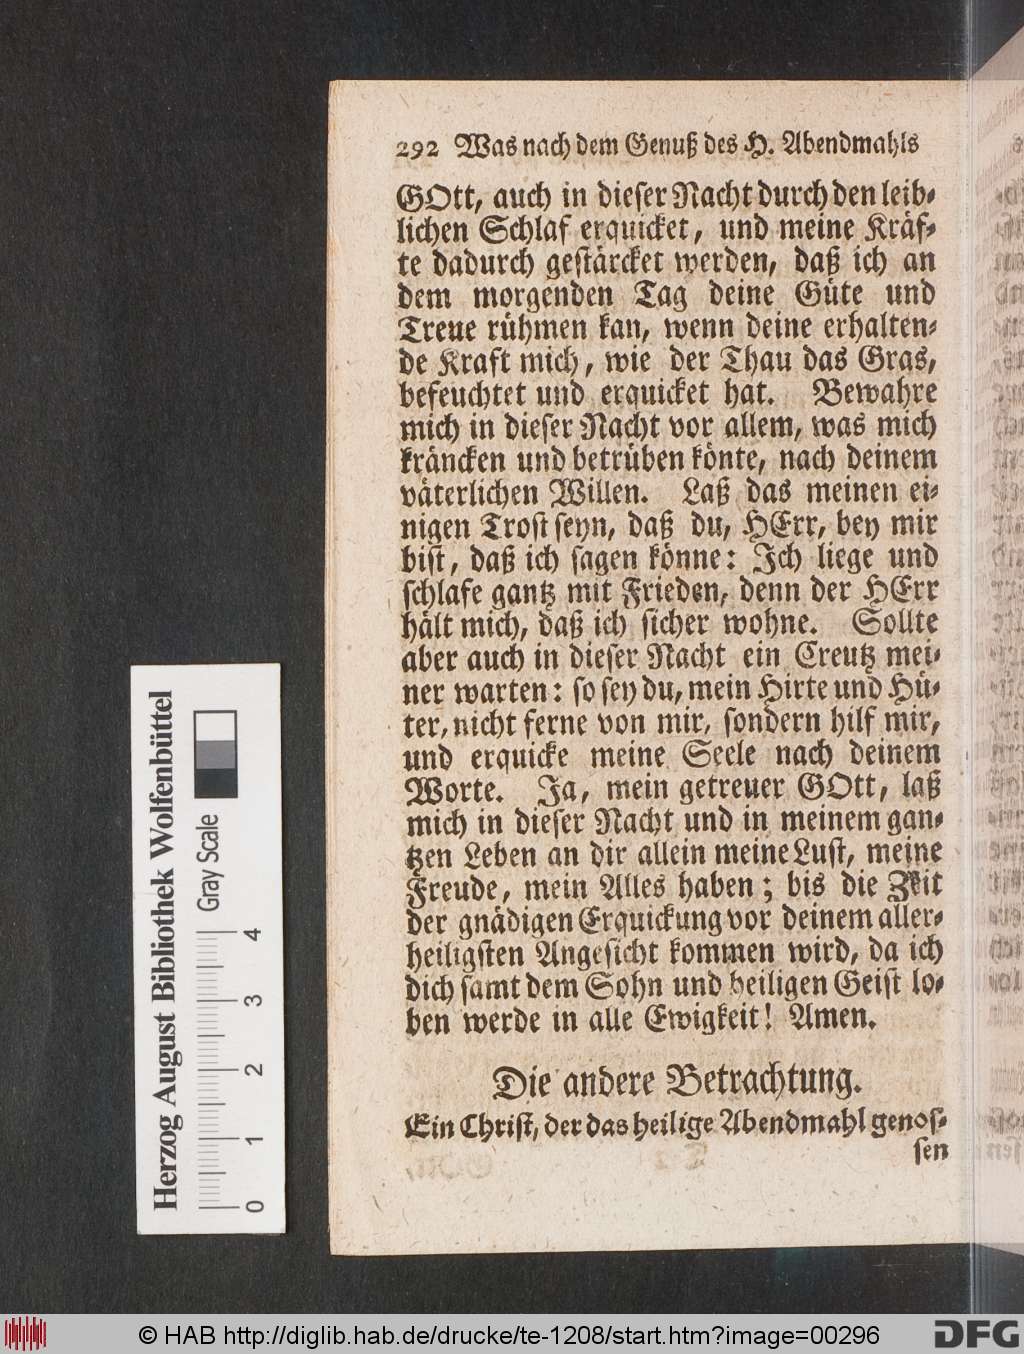 292 Was nach dem Genuß des H. Abendmahls
GOtt, auch in dieser Nacht durch den leib-
lichen Schlaf erquicket, und meine Kräf-
te dadurch gestärcket werden, daß ich an
dem morgenden Tag deine Güte und
Treue rühmen kan, wenn deine erhalten-
de Kraft mich, wie der Thau das Gras,
befeuchtet und erquicket hat. Bewahre
mich in dieser Nacht vor allem, was mich
kräncken und betrüben könte, nach deinem
väterlichen Willen. Laß das meinen ei-
nigen Trost seyn, daß du, HErr, bey mir
bist, daß ich sagen könne: Ich liege und
schlafe gantz mit Frieden, denn der HErr
hält mich, daß ich sicher wohne. Sollte
aber auch in dieser Nacht ein Creutz mei-
ner warten: so sey du, mein Hirte und Hü-
ter, nicht ferne von mir, sondern hilf mir,
und erquicke meine Seele nach deinem
Worte. Ja, mein getreuer GOtt, laß
mich in dieser Nacht und in meinem gan-
tzen Leben an dir allein meine Lust, meine
Freude, mein Alles haben; bis die Zeit
der gnädigen Erquickung vor deinem aller-
heiligsten Angesicht kommen wird, da ich
dich samt dem Sohn und heiligen Geist lo-
ben werde in alle Ewigkeit! Amen.
Die andere Betrachtung.
Ein Christ, der das heilige Abendmahl genos-
sen
Herzog August Bibliothek Wolfenbüttel
Gray Scale
0 1 2 3 4
© HAB http://diglib.hab.de/drucke/te-1208/start.htm?image=00296
DFG